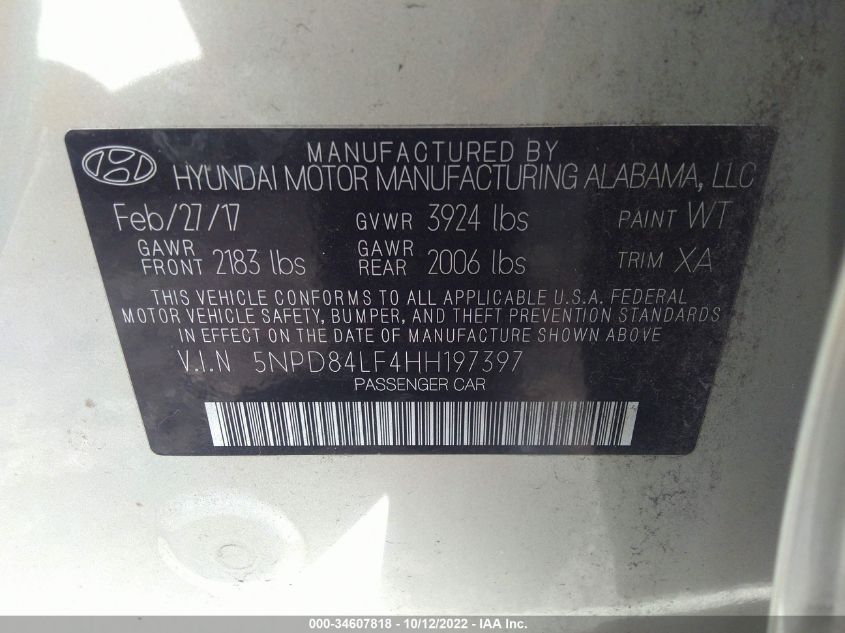 MANUFACTURED BY
HYUNDAI MOTOR MANUFACTURING ALABAMA, LLC
Feb/27/17 GVWR 3924 lbs PAINT WT
GAWR FRONT 2183 lbs GAWR REAR 2006 lbs TRIM XA
THIS VEHICLE CONFORMS TO ALL APPLICABLE U.S.A. FEDERAL
MOTOR VEHICLE SAFETY, BUMPER, AND THEFT PREVENTION STANDARDS
IN EFFECT ON THE DATE OF MANUFACTURE SHOWN ABOVE
V.I.N 5NPD84LF4HH197397
PASSENGER CAR
000-34607818 - 10/12/2022 - IAA Inc.